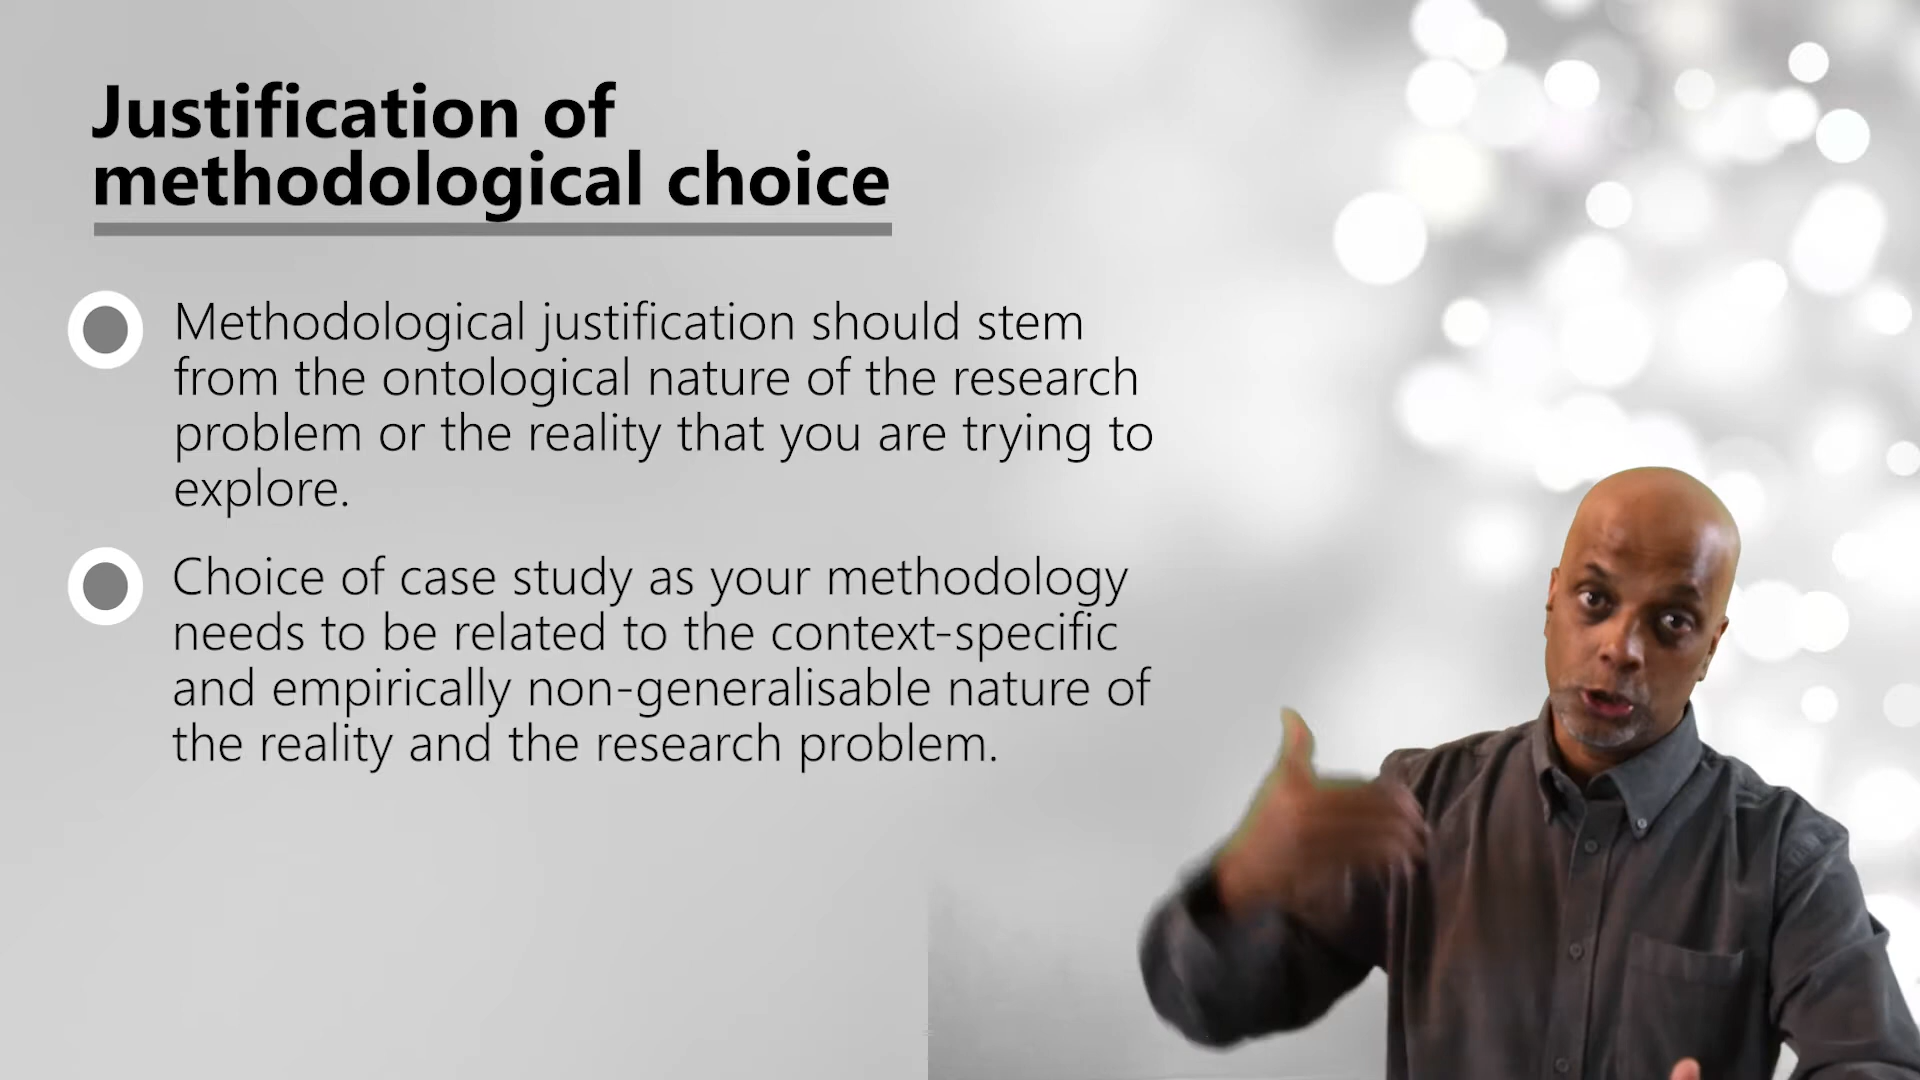 Justification of
methodological choice
Methodological justification should stem
from the ontological nature of the research
problem or the reality that you are trying to
explore.
Choice of case study as your methodology
needs to be related to the context-specific
and empirically non-generalisable nature of
the reality and the research problem.